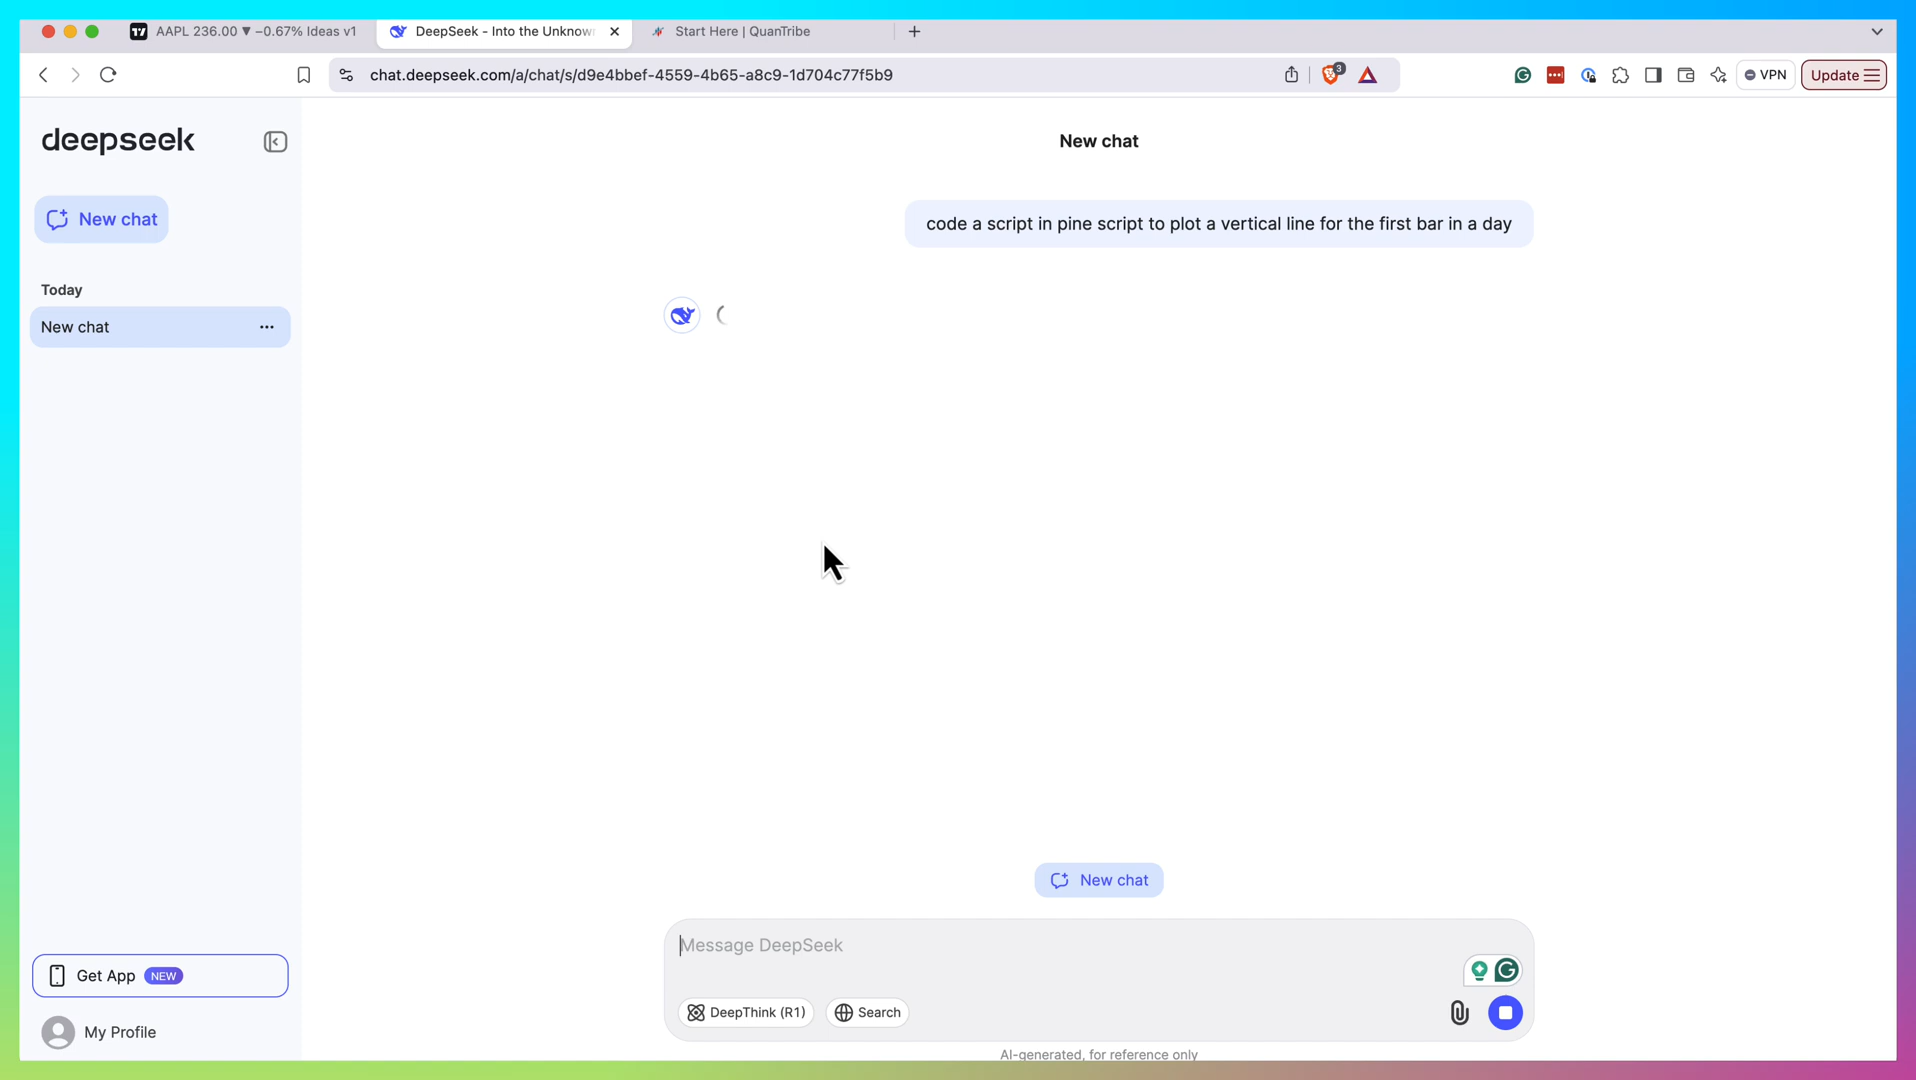 AAPL 236.00 ▼ −0.67% Ideas v1
DeepSeek - Into the Unknown
Start Here | QuanTribe
chat.deepseek.com/a/chat/s/d9e4bbef-4559-4b65-a8c9-1d704c77f5b9
3
VPN
Update
deepseek
New chat
New chat
code a script in pine script to plot a vertical line for the first bar in a day
Today
New chat
New chat
Message DeepSeek
Get App NEW
DeepThink (R1)
Search
My Profile
AI-generated, for reference only